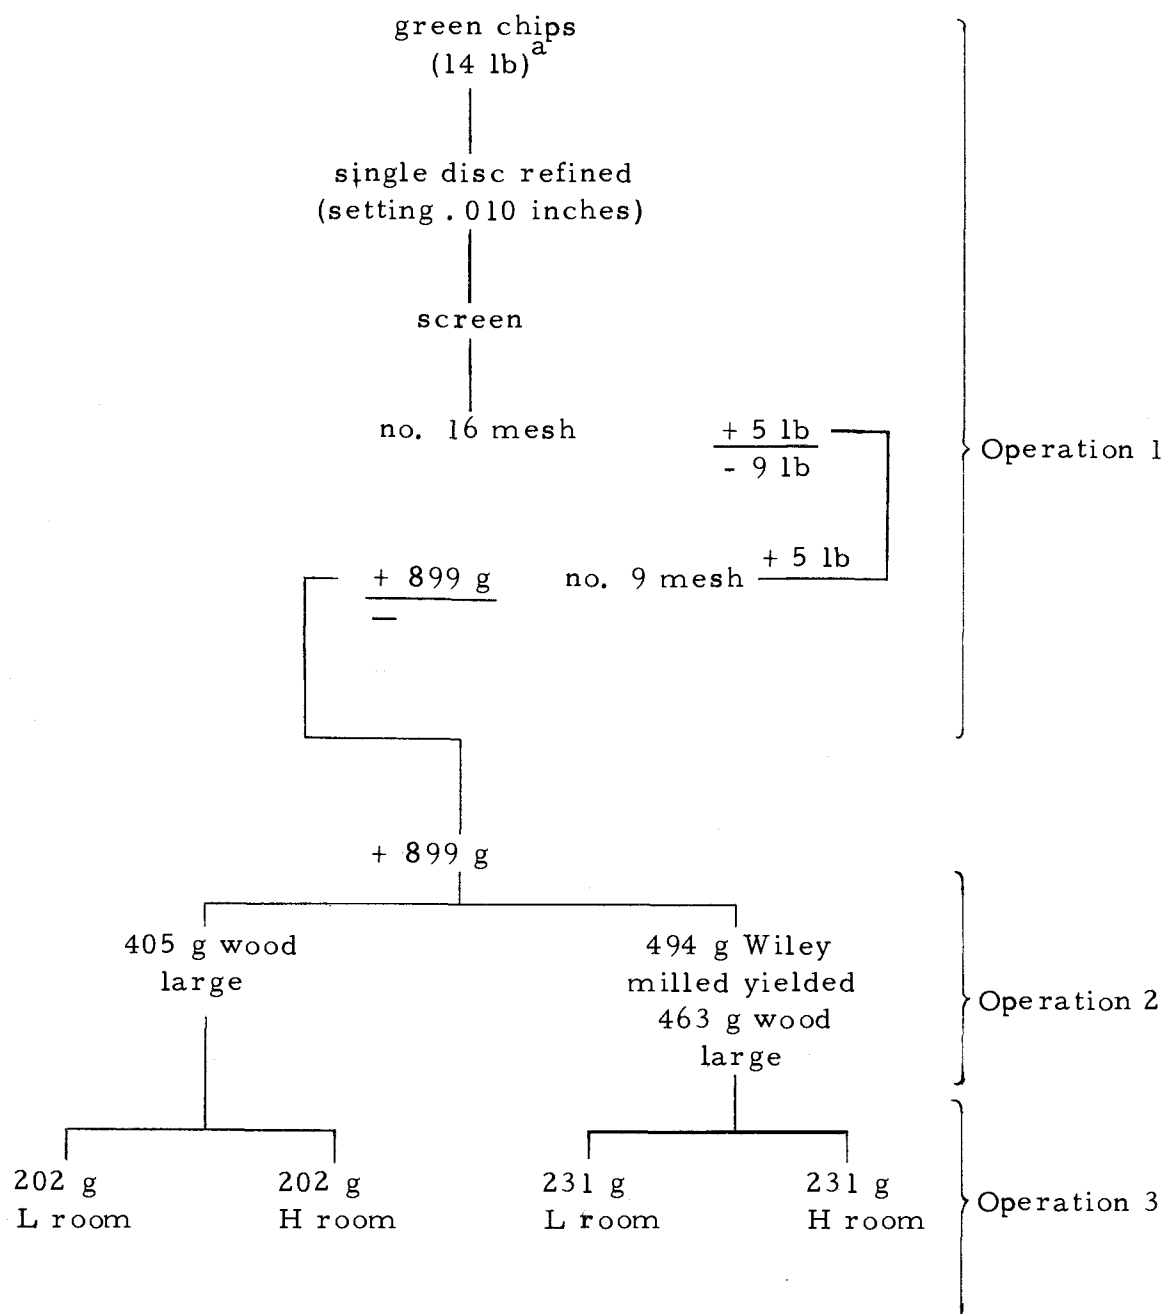 green chips
(14 lb)a
single disc refined
(setting .010 inches)
screen
no. 16 mesh
+ 5 lb
- 9 lb
Operation 1
+ 5 lb
no. 9 mesh
+ 899 g
—
+ 899 g
405 g wood
large
494 g Wiley
milled yielded
463 g wood
large
Operation 2
202 g
L room
202 g
H room
231 g
L room
231 g
H room
Operation 3